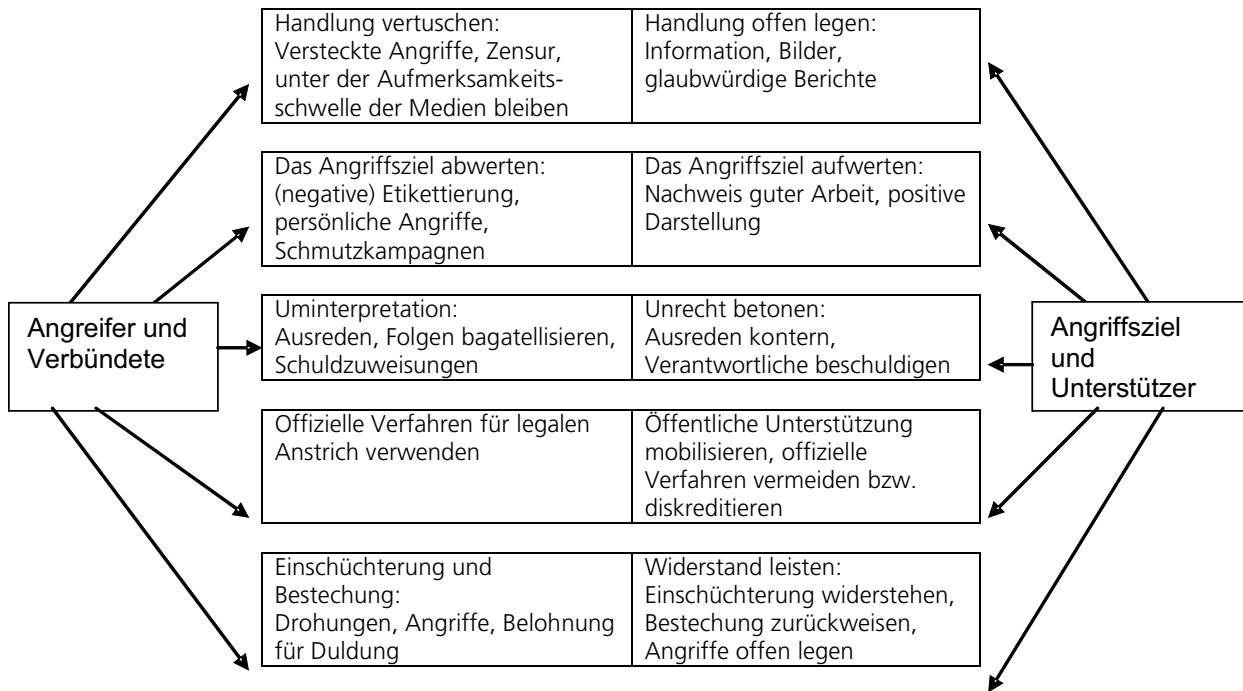 Handlung vertuschen:
Versteckte Angriffe, Zensur,
unter der Aufmerksamkeits-
schwelle der Medien bleiben
Handlung offen legen:
Information, Bilder,
glaubwürdige Berichte
Das Angriffsziel abwerten:
(negative) Etikettierung,
persönliche Angriffe,
Schmutzkampagnen
Das Angriffsziel aufwerten:
Nachweis guter Arbeit, positive
Darstellung
Angreifer und
Verbündete
Uminterpretation:
Ausreden, Folgen bagatellisieren,
Schuldzuweisungen
Unrecht betonen:
Ausreden kontern,
Verantwortliche beschuldigen
Angriffsziel
und
Unterstützer
Offizielle Verfahren für legalen
Anstrich verwenden
Öffentliche Unterstützung
mobilisieren, offizielle
Verfahren vermeiden bzw.
diskreditieren
Einschüchterung und
Bestechung:
Drohungen, Angriffe, Belohnung
für Duldung
Widerstand leisten:
Einschüchterung widerstehen,
Bestechung zurückweisen,
Angriffe offen legen